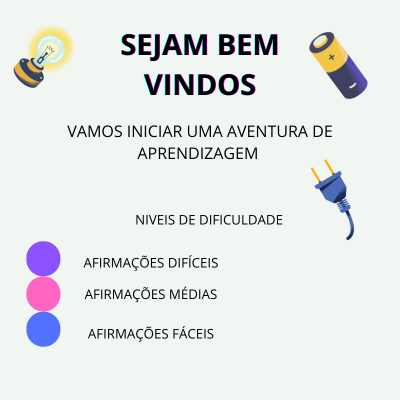 SEJAM BEM
VINDOS
VAMOS INICIAR UMA AVENTURA DE
APRENDIZAGEM
NIVEIS DE DIFICULDADE
AFIRMAÇÕES DIFÍCEIS
AFIRMAÇÕES MÉDIAS
AFIRMAÇÕES FÁCEIS